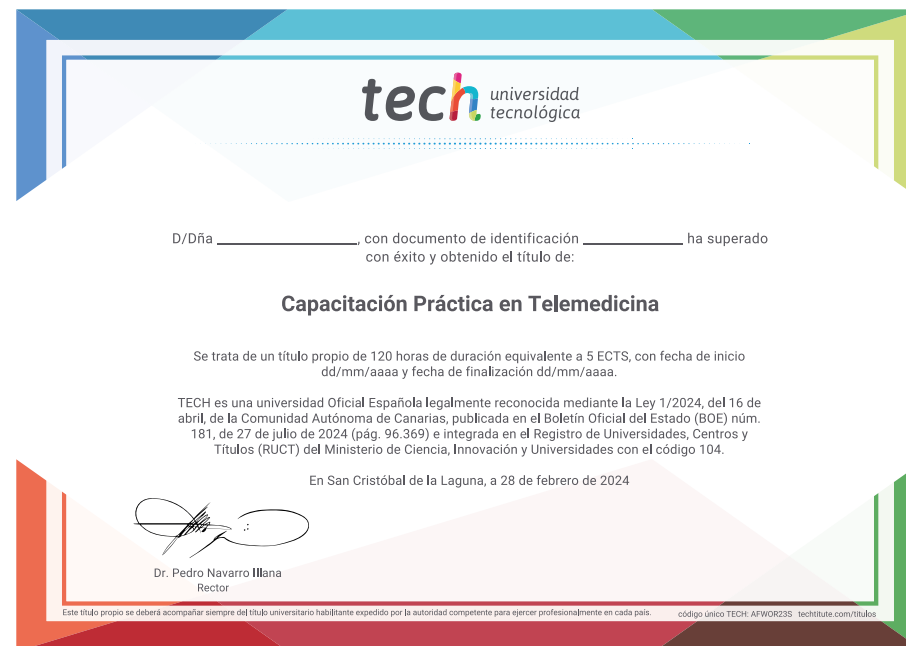 tech universidad
tecnológica
D/Dña ____________________, con documento de identificación ______________ ha superado
con éxito y obtenido el título de:
Capacitación Práctica en Telemedicina
Se trata de un título propio de 120 horas de duración equivalente a 5 ECTS, con fecha de inicio
dd/mm/aaaa y fecha de finalización dd/mm/aaaa.
TECH es una universidad Oficial Española legalmente reconocida mediante la Ley 1/2024, del 16 de
abril, de la Comunidad Autónoma de Canarias, publicada en el Boletín Oficial del Estado (BOE) núm.
181, de 27 de julio de 2024 (pág. 96.369) e integrada en el Registro de Universidades, Centros y
Títulos (RUCT) del Ministerio de Ciencia, Innovación y Universidades con el código 104.
En San Cristóbal de la Laguna, a 28 de febrero de 2024
Dr. Pedro Navarro Illana
Rector
Este título propio se deberá acompañar siempre del título universitario habilitante expedido por la autoridad competente para ejercer profesionalmente en cada país.
código único TECH: AFWOR23S techtitute.com/titulos